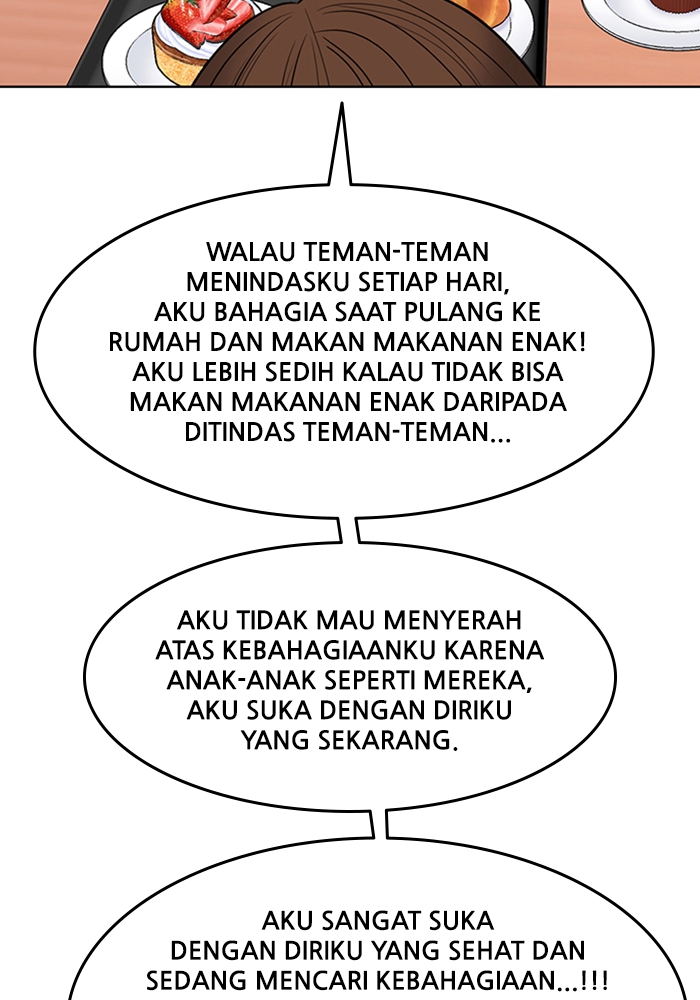 WALAU TEMAN-TEMAN
MENINDASKU SETIAP HARI,
AKU BAHAGIA SAAT PULANG KE
RUMAH DAN MAKAN MAKANAN ENAK!
AKU LEBIH SEDIH KALAU TIDAK BISA
MAKAN MAKANAN ENAK DARIPADA
DITINDAS TEMAN-TEMAN...
AKU TIDAK MAU MENYERAH
ATAS KEBAHAGIAANKU KARENA
ANAK-ANAK SEPERTI MEREKA,
AKU SUKA DENGAN DIRIKU
YANG SEKARANG.
AKU SANGAT SUKA
DENGAN DIRIKU YANG SEHAT DAN
SEDANG MENCARI KEBAHAGIAAN...!!!